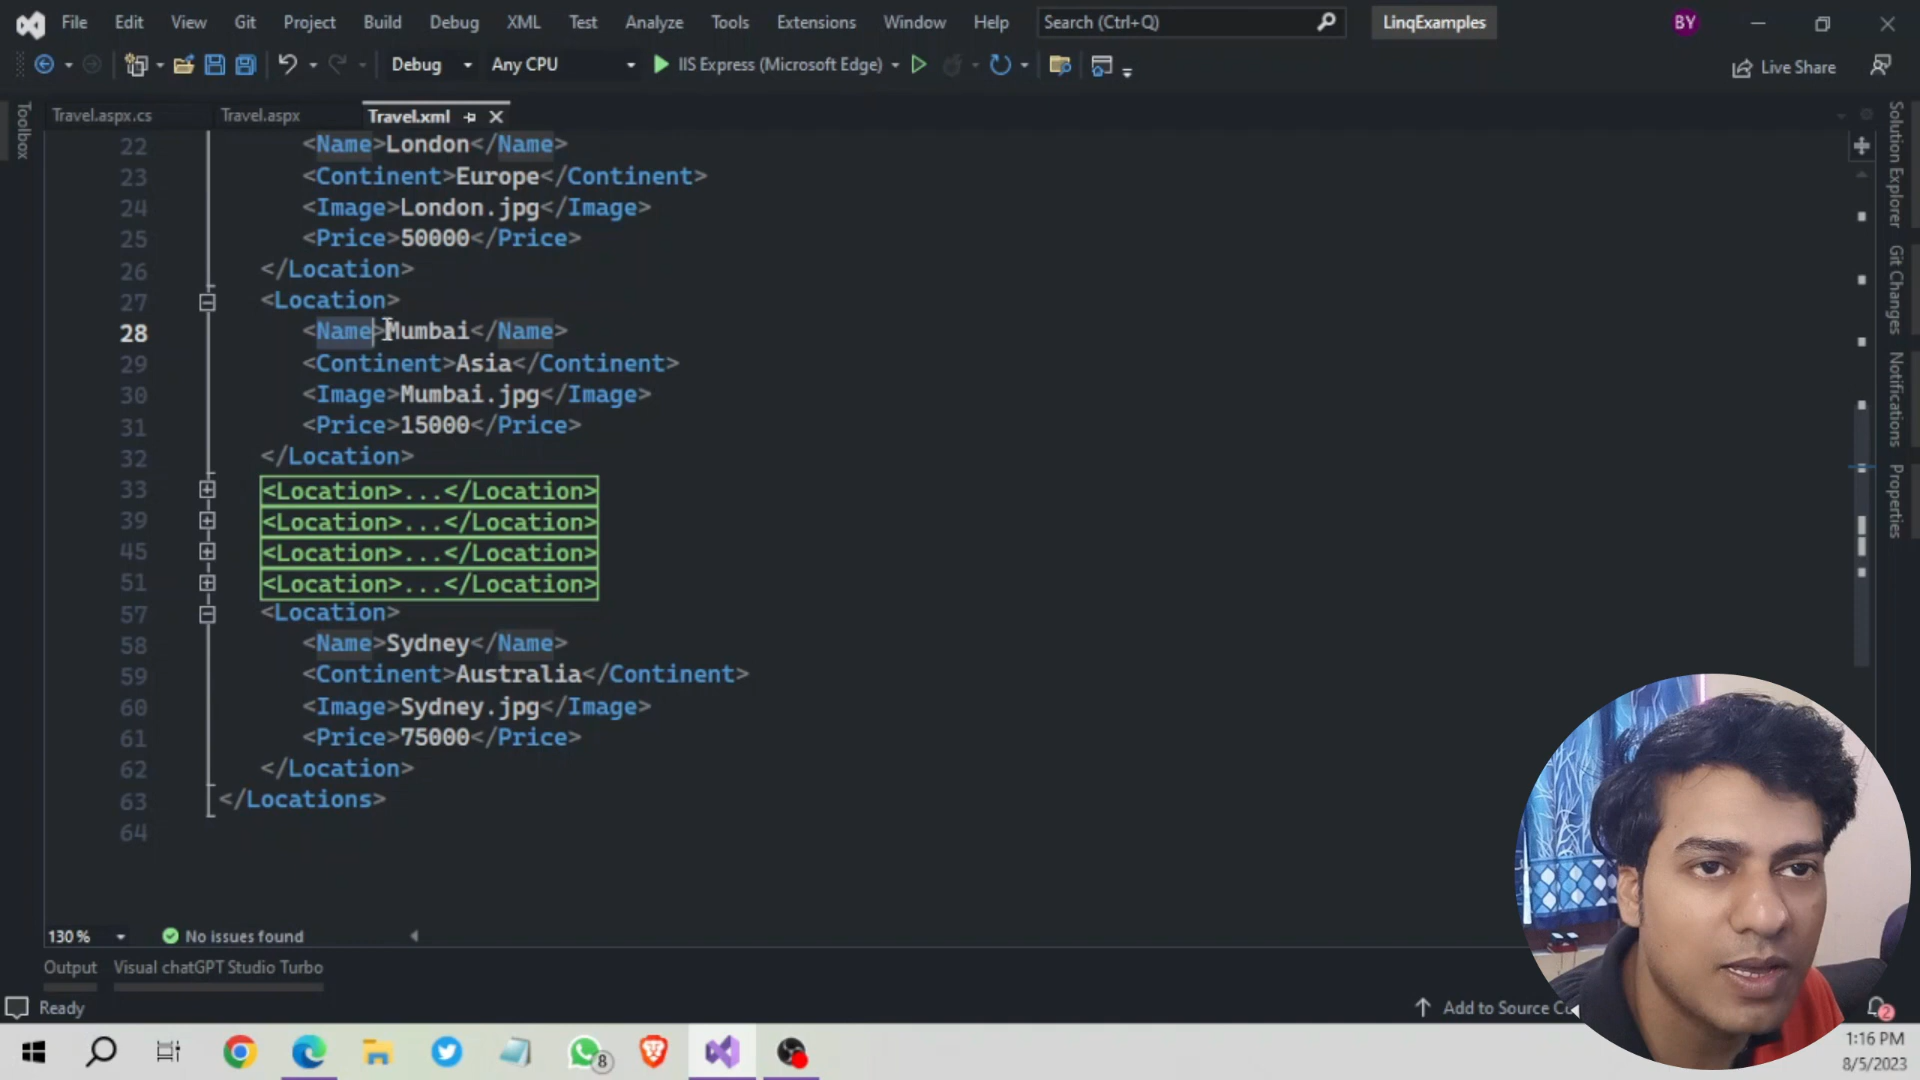 File Edit View Git Project Build Debug XML Test Analyze Tools Extensions Window Help Search (Ctrl+Q) LinqExamples BY
Debug Any CPU IIS Express (Microsoft Edge) Live Share
Travel.aspx.cs Travel.aspx Travel.xml
Toolbox
22 <Name>London</Name>
23 <Continent>Europe</Continent>
24 <Image>London.jpg</Image>
25 <Price>50000</Price>
26 </Location>
27 <Location>
28 <Name>Mumbai</Name>
29 <Continent>Asia</Continent>
30 <Image>Mumbai.jpg</Image>
31 <Price>15000</Price>
32 </Location>
33 <Location>...</Location>
39 <Location>...</Location>
45 <Location>...</Location>
51 <Location>...</Location>
57 <Location>
58 <Name>Sydney</Name>
59 <Continent>Australia</Continent>
60 <Image>Sydney.jpg</Image>
61 <Price>75000</Price>
62 </Location>
63 </Locations>
64
Solution Explorer
Git Changes
Notifications
Properties
130 % No issues found
Output Visual chatGPT Studio Turbo
Ready Add to Source 2
8
1:16 PM
8/5/2023